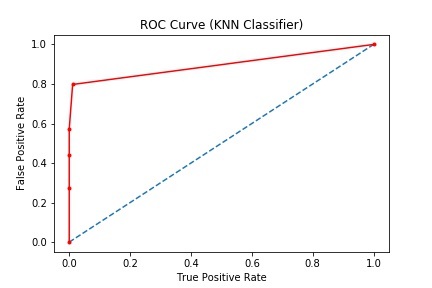 ROC Curve (KNN Classifier)
1.0
0.8
0.6
0.4
0.2
0.0
False Positive Rate
0.0 0.2 0.4 0.6 0.8 1.0
True Positive Rate